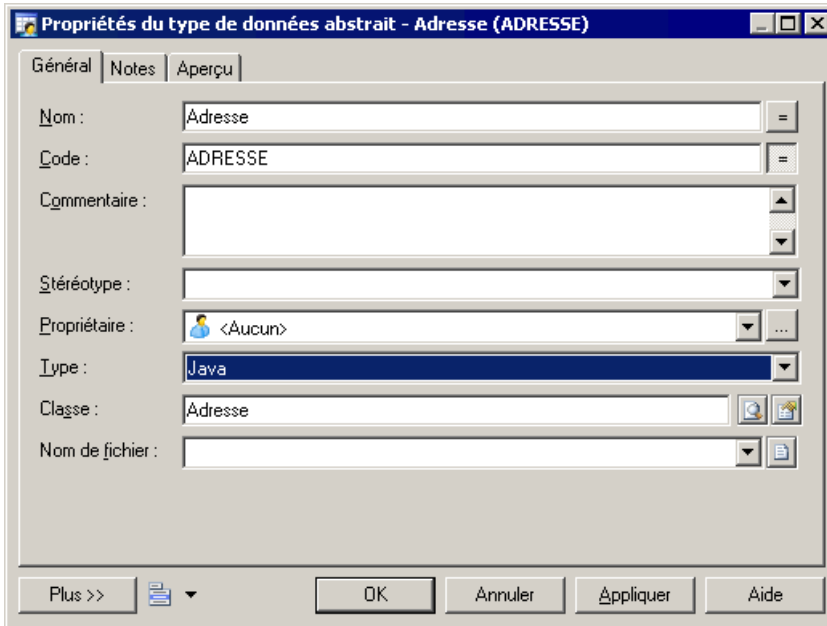 Propriétés du type de données abstrait - Adresse (ADRESSE)
Général Notes Aperçu
Nom : Adresse =
Code : ADRESSE =
Commentaire :
Stéréotype :
Propriétaire : <Aucun> ...
Type : Java
Classe : Adresse
Nom de fichier :
Plus >> OK Annuler Appliquer Aide